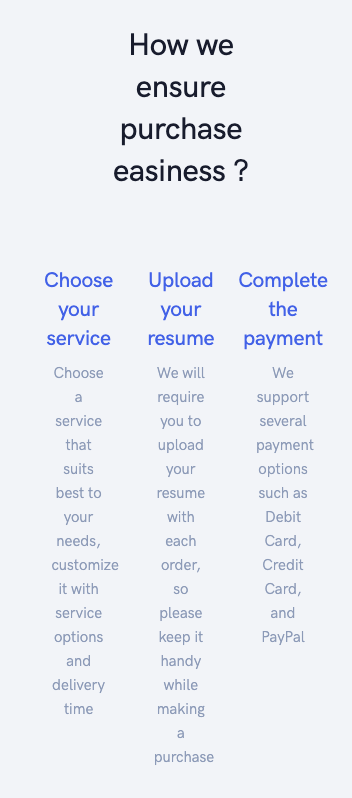 How we
ensure
purchase
easiness ?
Choose
your
service
Choose
a
service
that
suits
best to
your
needs,
customize
it with
service
options
and
delivery
time
Upload
your
resume
We will
require
you to
upload
your
resume
with
each
order,
so
please
keep it
handy
while
making
a
purchase
Complete
the
payment
We
support
several
payment
options
such as
Debit
Card,
Credit
Card,
and
PayPal